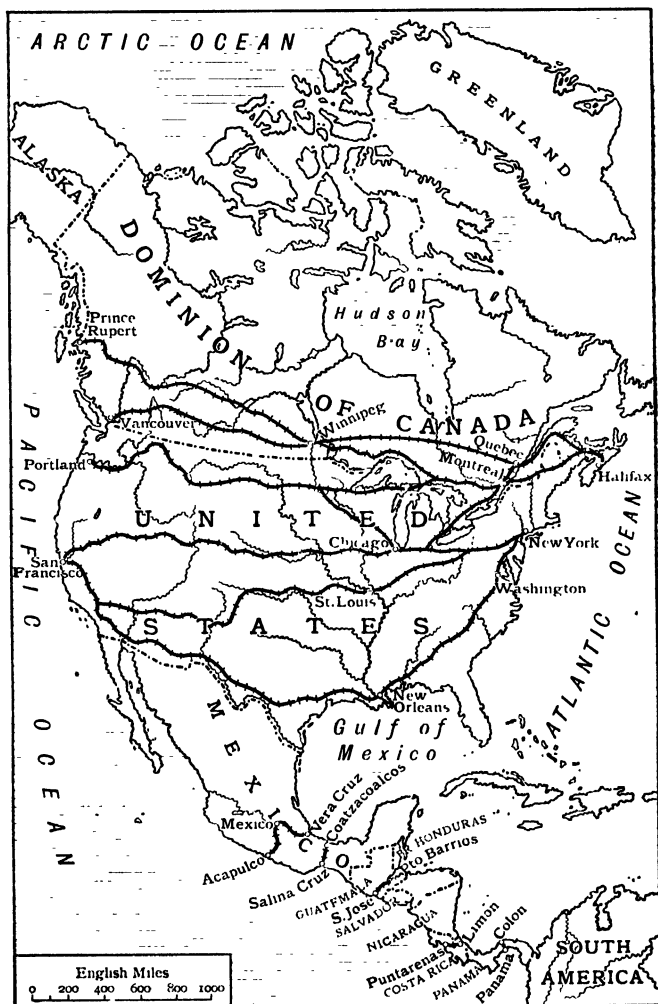 ARCTIC OCEAN
GREENLAND
ALASKA
DOMINION
OF
CANADA
Hudson
Bay
Prince
Rupert
Vancouver
Winnipeg
Quebec
Montreal
Halifax
Portland
PACIFIC
OCEAN
UNITED
STATES
Chicago
New York
San
Francisco
St. Louis
Washington
ATLANTIC OCEAN
New
Orleans
Gulf of
Mexico
MEXICO
Mexico
Vera Cruz
Coatzacoalcos
Acapulco
Salina Cruz
HONDURAS
Pto Barrios
GUATEMALA
S. José
SALVADOR
NICARAGUA
Limon
Colon
Puntarenas
COSTA RICA
PANAMA
Panama
SOUTH
AMERICA
English Miles
0 200 400 600 800 1000